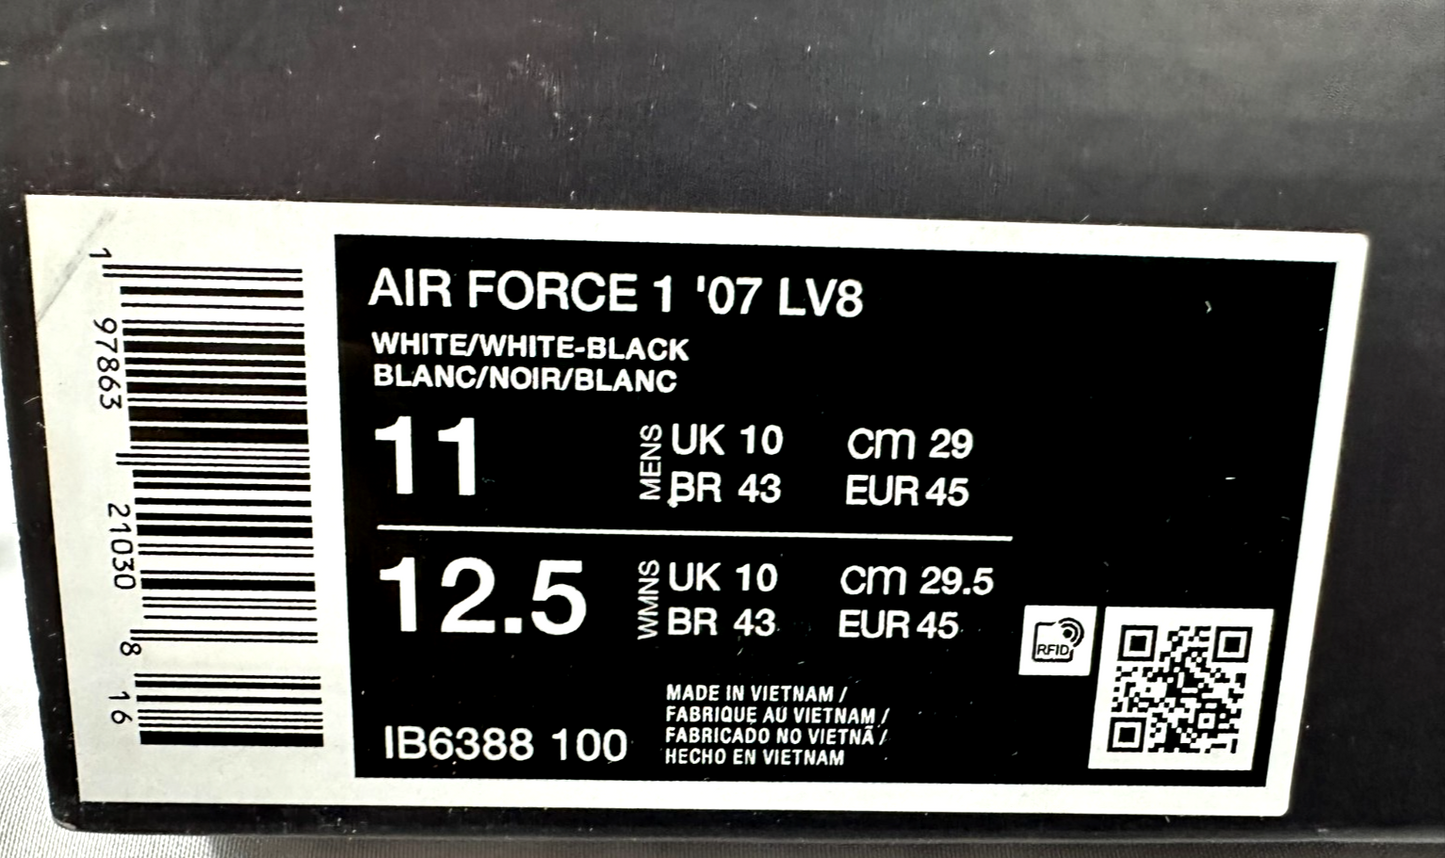 1 97863 21030 8 16
AIR FORCE 1 '07 LV8
WHITE/WHITE-BLACK
BLANC/NOIR/BLANC
11
MENS
UK 10 cm 29
BR 43 EUR 45
12.5
WMNS
UK 10 cm 29.5
BR 43 EUR 45
RFID
IB6388 100
MADE IN VIETNAM /
FABRIQUE AU VIETNAM /
FABRICADO NO VIETNÃ /
HECHO EN VIETNAM